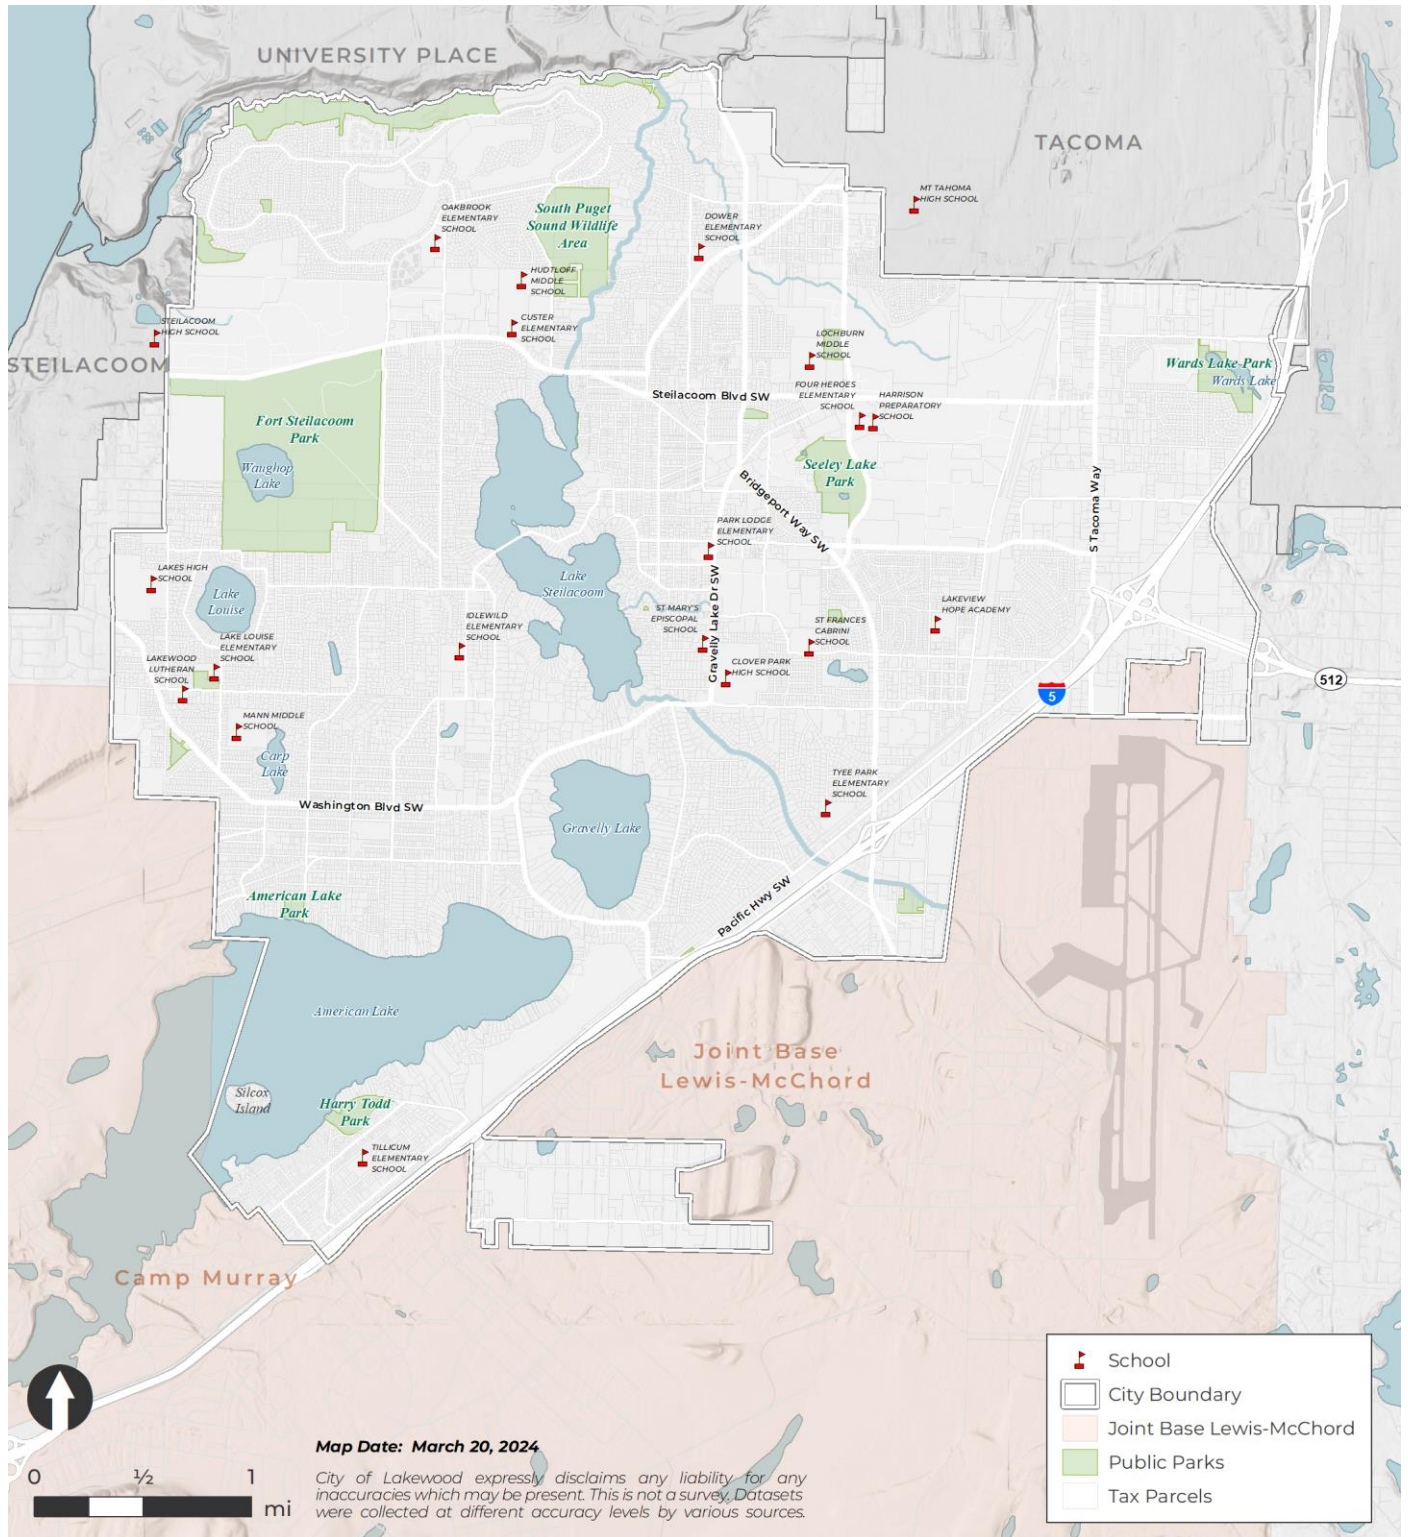 UNIVERSITY PLACE
TACOMA
MT TAHOMA
HIGH SCHOOL
OAKBROOK
ELEMENTARY
SCHOOL
South Puget
Sound Wildlife
Area
DOWER
ELEMENTARY
SCHOOL
HUDTLOFF
MIDDLE
SCHOOL
CUSTER
ELEMENTARY
SCHOOL
STEILACOOM
HIGH SCHOOL
STEILACOOM
LOCHBURN
MIDDLE
SCHOOL
Wards Lake Park
Wards Lake
Steilacoom Blvd SW
FOUR HEROES
ELEMENTARY
SCHOOL
HARRISON
PREPARATORY
SCHOOL
Fort Steilacoom
Park
Waughop
Lake
Seeley Lake
Park
Bridgeport Way SW
S Tacoma Way
PARK LODGE
ELEMENTARY
SCHOOL
LAKES HIGH
SCHOOL
Lake
Louise
Lake
Steilacoom
Gravelly Lake Dr SW
ST MARY'S
EPISCOPAL
SCHOOL
LAKEVIEW
HOPE ACADEMY
IDLEWILD
ELEMENTARY
SCHOOL
ST FRANCES
CABRINI
SCHOOL
LAKE LOUISE
ELEMENTARY
SCHOOL
LAKEWOOD
LUTHERAN
SCHOOL
CLOVER PARK
HIGH SCHOOL
512
5
MANN MIDDLE
SCHOOL
Carp
Lake
TYEE PARK
ELEMENTARY
SCHOOL
Washington Blvd SW
Gravelly Lake
American Lake
Park
Pacific Hwy SW
American Lake
Joint Base
Lewis-McChord
Silcox
Island
Harry Todd
Park
TILLICUM
ELEMENTARY
SCHOOL
Camp Murray
School
City Boundary
Joint Base Lewis-McChord
Public Parks
Tax Parcels
Map Date: March 20, 2024
0 ½ 1
mi
City of Lakewood expressly disclaims any liability for any
inaccuracies which may be present. This is not a survey. Datasets
were collected at different accuracy levels by various sources.